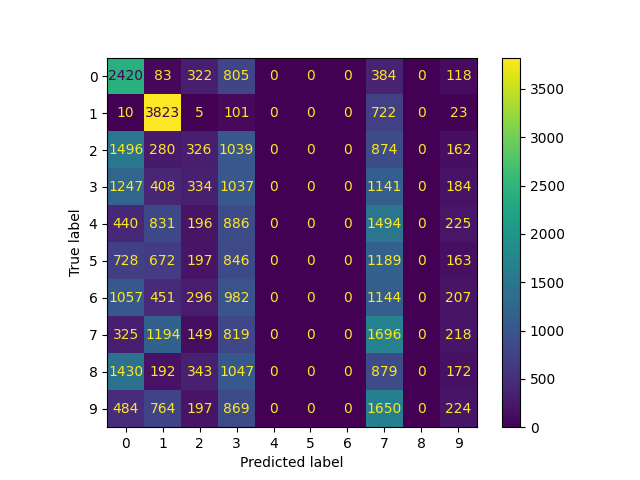 0 2420 83 322 805 0 0 0 384 0 118
1 10 3823 5 101 0 0 0 722 0 23
2 1496 280 326 1039 0 0 0 874 0 162
3 1247 408 334 1037 0 0 0 1141 0 184
4 440 831 196 886 0 0 0 1494 0 225
5 728 672 197 846 0 0 0 1189 0 163
6 1057 451 296 982 0 0 0 1144 0 207
7 325 1194 149 819 0 0 0 1696 0 218
8 1430 192 343 1047 0 0 0 879 0 172
9 484 764 197 869 0 0 0 1650 0 224
0 1 2 3 4 5 6 7 8 9
Predicted label
True label
3500
3000
2500
2000
1500
1000
500
0